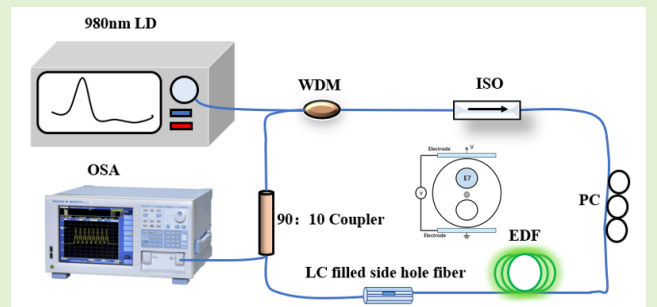 980nm LD
WDM
ISO
OSA
Electrode
V
E7
V
Electrode
PC
90：10 Coupler
EDF
LC filled side hole fiber